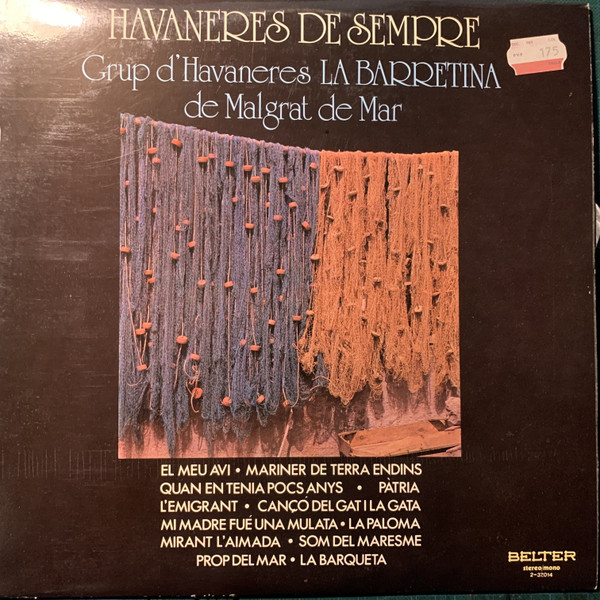 HAVANERES DE SEMPRE
175
Grup d'Havaneres LA BARRETINA
de Malgrat de Mar
EL MEU AVI • MARINER DE TERRA ENDINS
QUAN EN TENIA POCS ANYS • PÀTRIA
L'EMIGRANT • CANÇÓ DEL GAT I LA GATA
MI MADRE FUÉ UNA MULATA • LA PALOMA
MIRANT L'AIMADA • SOM DEL MARESME
PROP DEL MAR • LA BARQUETA
BELTER
stereo/mono
2-32014